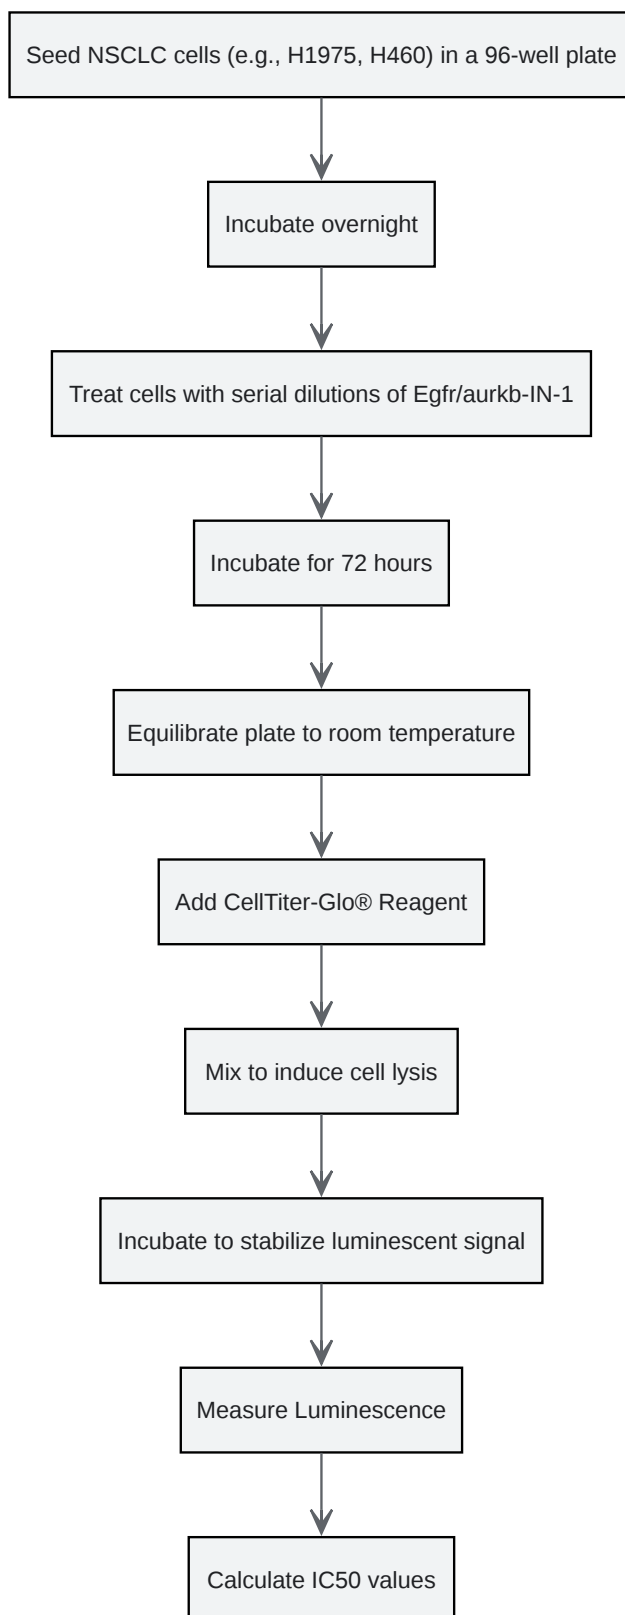 Seed NSCLC cells (e.g., H1975, H460) in a 96-well plate
Incubate overnight
Treat cells with serial dilutions of Egfr/aurkb-IN-1
Incubate for 72 hours
Equilibrate plate to room temperature
Add CellTiter-Glo® Reagent
Mix to induce cell lysis
Incubate to stabilize luminescent signal
Measure Luminescence
Calculate IC50 values